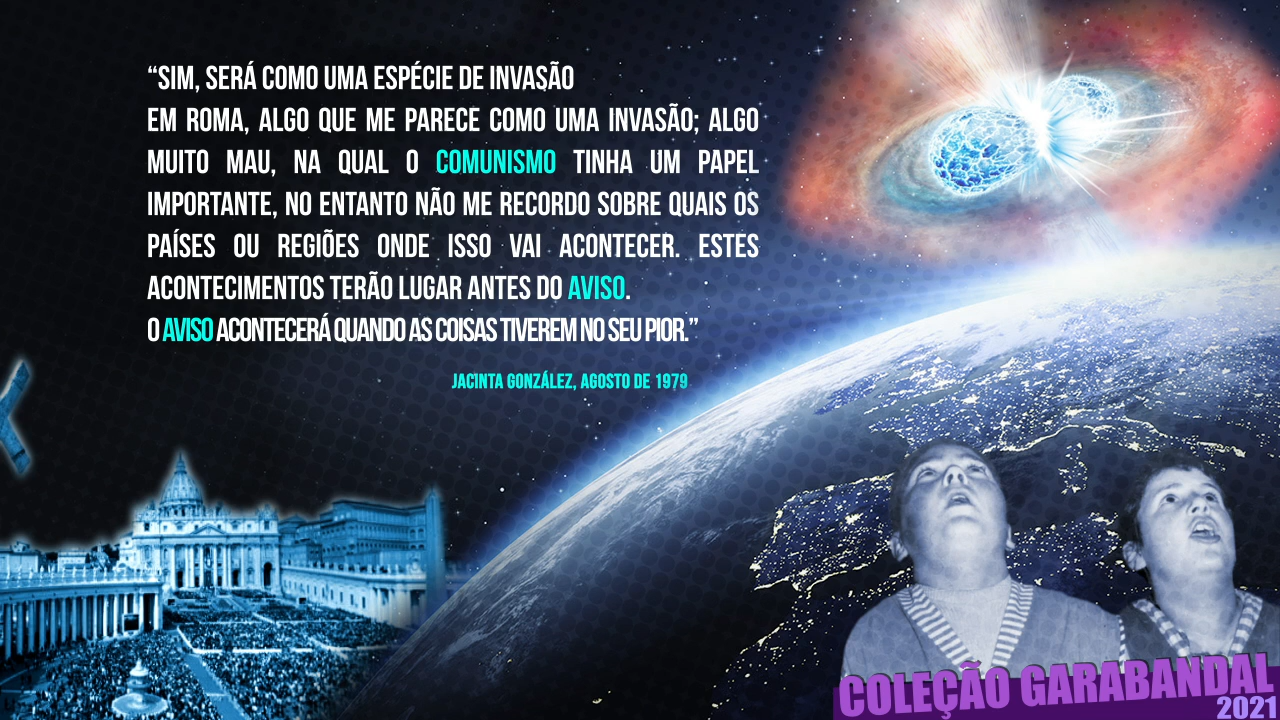 “SIM, SERÁ COMO UMA ESPÉCIE DE INVASÃO
EM ROMA, ALGO QUE ME PARECE COMO UMA INVASÃO; ALGO
MUITO MAU, NA QUAL O COMUNISMO TINHA UM PAPEL
IMPORTANTE, NO ENTANTO NÃO ME RECORDO SOBRE QUAIS OS
PAÍSES OU REGIÕES ONDE ISSO VAI ACONTECER. ESTES
ACONTECIMENTOS TERÃO LUGAR ANTES DO AVISO.
O AVISO ACONTECERÁ QUANDO AS COISAS TIVEREM NO SEU PIOR.”
JACINTA GONZÁLEZ, AGOSTO DE 1979
COLEÇÃO GARABANDAL
2021